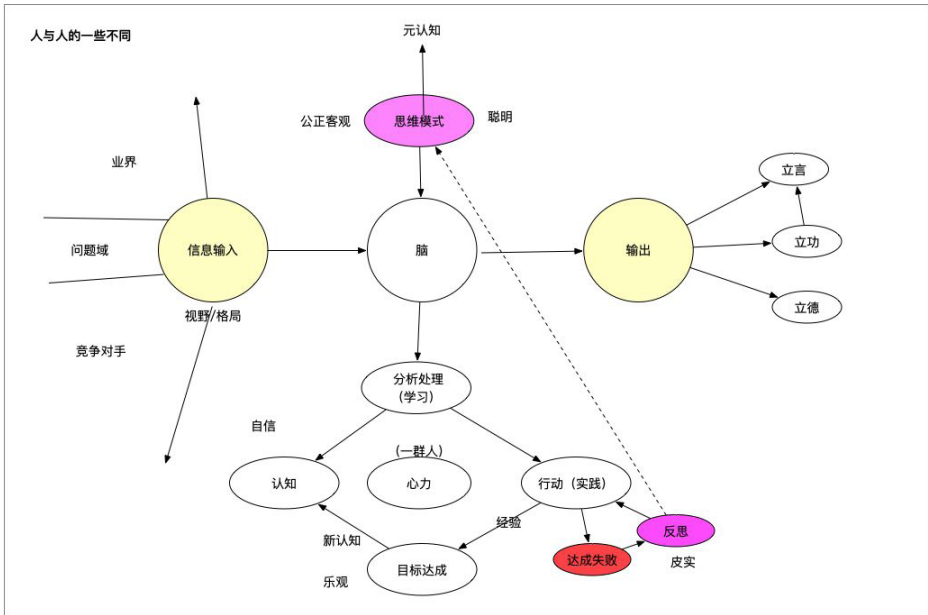 人与人的一些不同
元认知
思维模式
公正客观
聪明
业界
立言
信息输入
脑
输出
立功
问题域
立德
视野/格局
竞争对手
分析处理
(学习)
自信
(一群人)
认知
心力
行动（实践）
经验
反思
新认知
达成失败
皮实
目标达成
乐观